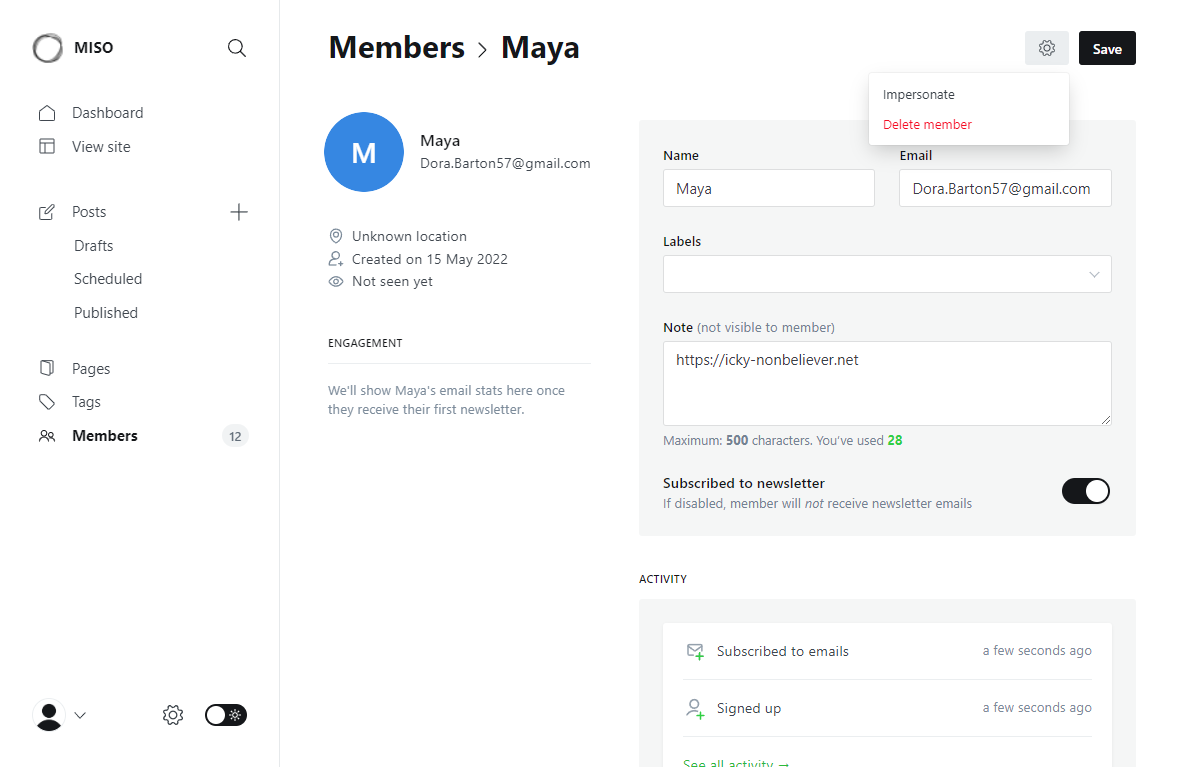 MISO
Dashboard
View site
Posts
Drafts
Scheduled
Published
Pages
Tags
Members 12
Members > Maya
Save
Impersonate
Delete member
M
Maya
Dora.Barton57@gmail.com
Unknown location
Created on 15 May 2022
Not seen yet
ENGAGEMENT
We'll show Maya's email stats here once
they receive their first newsletter.
Name
Maya
Email
Dora.Barton57@gmail.com
Labels
Note (not visible to member)
https://icky-nonbeliever.net
Maximum: 500 characters. You've used 28
Subscribed to newsletter
If disabled, member will not receive newsletter emails
ACTIVITY
Subscribed to emails a few seconds ago
Signed up a few seconds ago
See all activity →